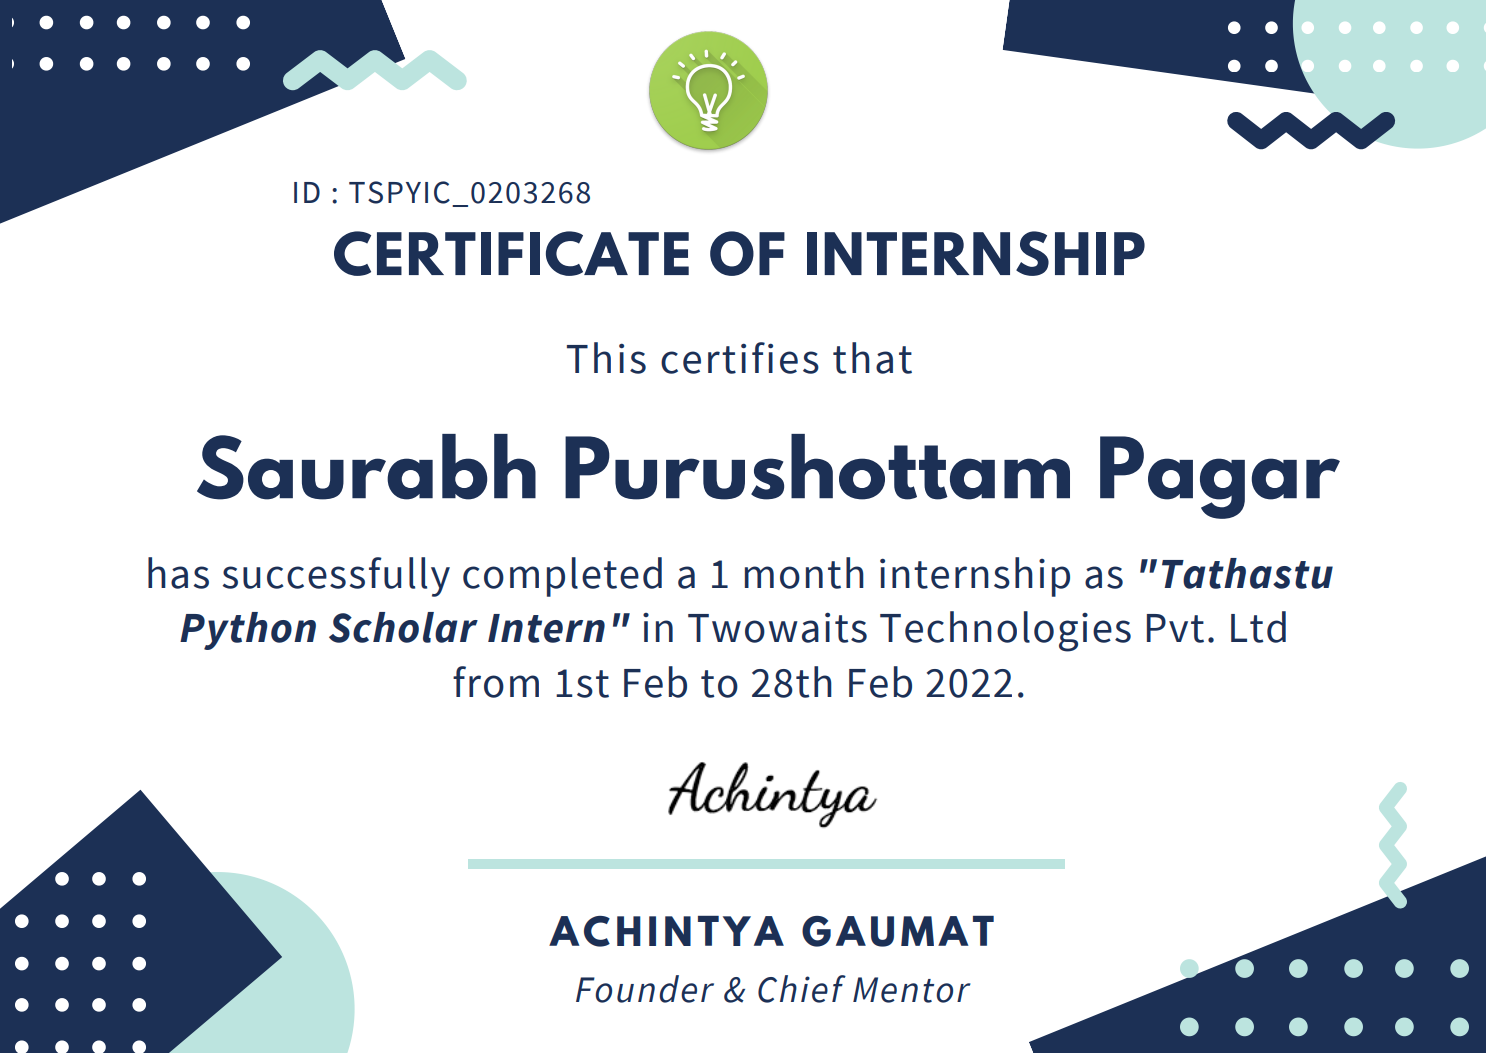 ID : TSPYIC_0203268
CERTIFICATE OF INTERNSHIP
This certifies that
Saurabh Purushottam Pagar
has successfully completed a 1 month internship as "Tathastu
Python Scholar Intern" in Twowaits Technologies Pvt. Ltd
from 1st Feb to 28th Feb 2022.
Achintya
ACHINTYA GAUMAT
Founder & Chief Mentor